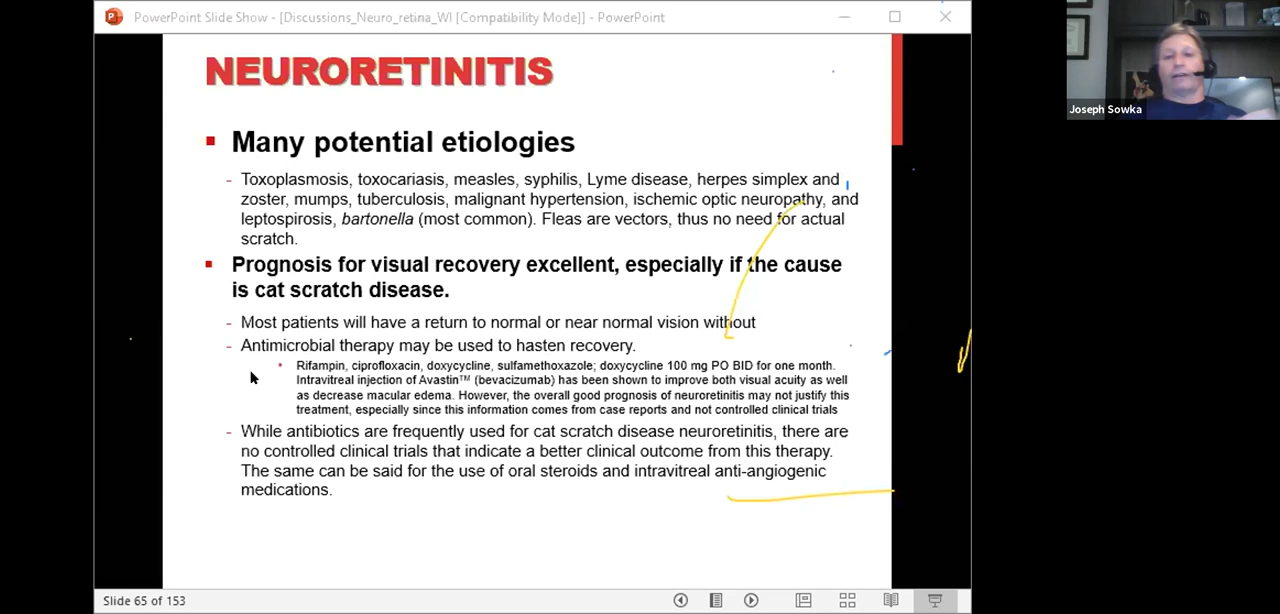 PowerPoint Slide Show - [Discussions_Neuro_retina_WI [Compatibility Mode]] - PowerPoint
Joseph Sowka
NEURORETINITIS
Many potential etiologies
- Toxoplasmosis, toxocariasis, measles, syphilis, Lyme disease, herpes simplex and
zoster, mumps, tuberculosis, malignant hypertension, ischemic optic neuropathy, and
leptospirosis, bartonella (most common). Fleas are vectors, thus no need for actual
scratch.
Prognosis for visual recovery excellent, especially if the cause
is cat scratch disease.
- Most patients will have a return to normal or near normal vision without
- Antimicrobial therapy may be used to hasten recovery.
• Rifampin, ciprofloxacin, doxycycline, sulfamethoxazole; doxycycline 100 mg PO BID for one month.
Intravitreal injection of Avastin™ (bevacizumab) has been shown to improve both visual acuity as well
as decrease macular edema. However, the overall good prognosis of neuroretinitis may not justify this
treatment, especially since this information comes from case reports and not controlled clinical trials
- While antibiotics are frequently used for cat scratch disease neuroretinitis, there are
no controlled clinical trials that indicate a better clinical outcome from this therapy.
The same can be said for the use of oral steroids and intravitreal anti-angiogenic
medications.
Slide 65 of 153